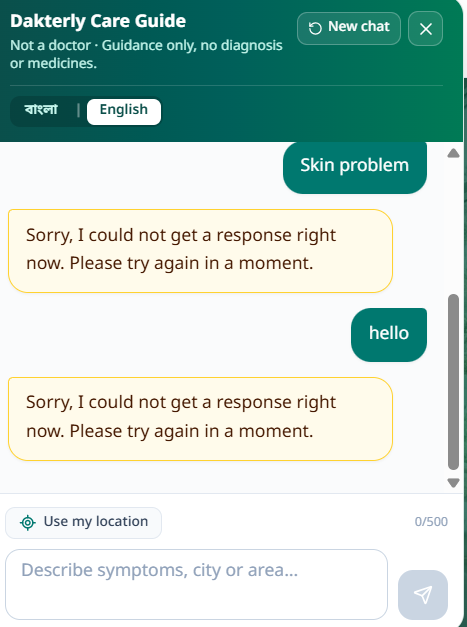 Dakterly Care Guide
New chat
Not a doctor · Guidance only, no diagnosis
or medicines.
বাংলা | English
Skin problem
Sorry, I could not get a response right
now. Please try again in a moment.
hello
Sorry, I could not get a response right
now. Please try again in a moment.
Use my location
0/500
Describe symptoms, city or area...